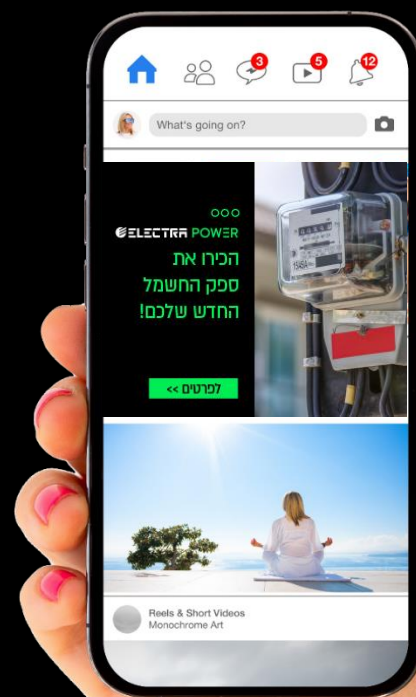 3
5
12
What's going on?
ELECTRA POWER
הכירו את
ספק החשמל
החדש שלכם!
לפרטים >>
Reels & Short Videos
Monochrome Art